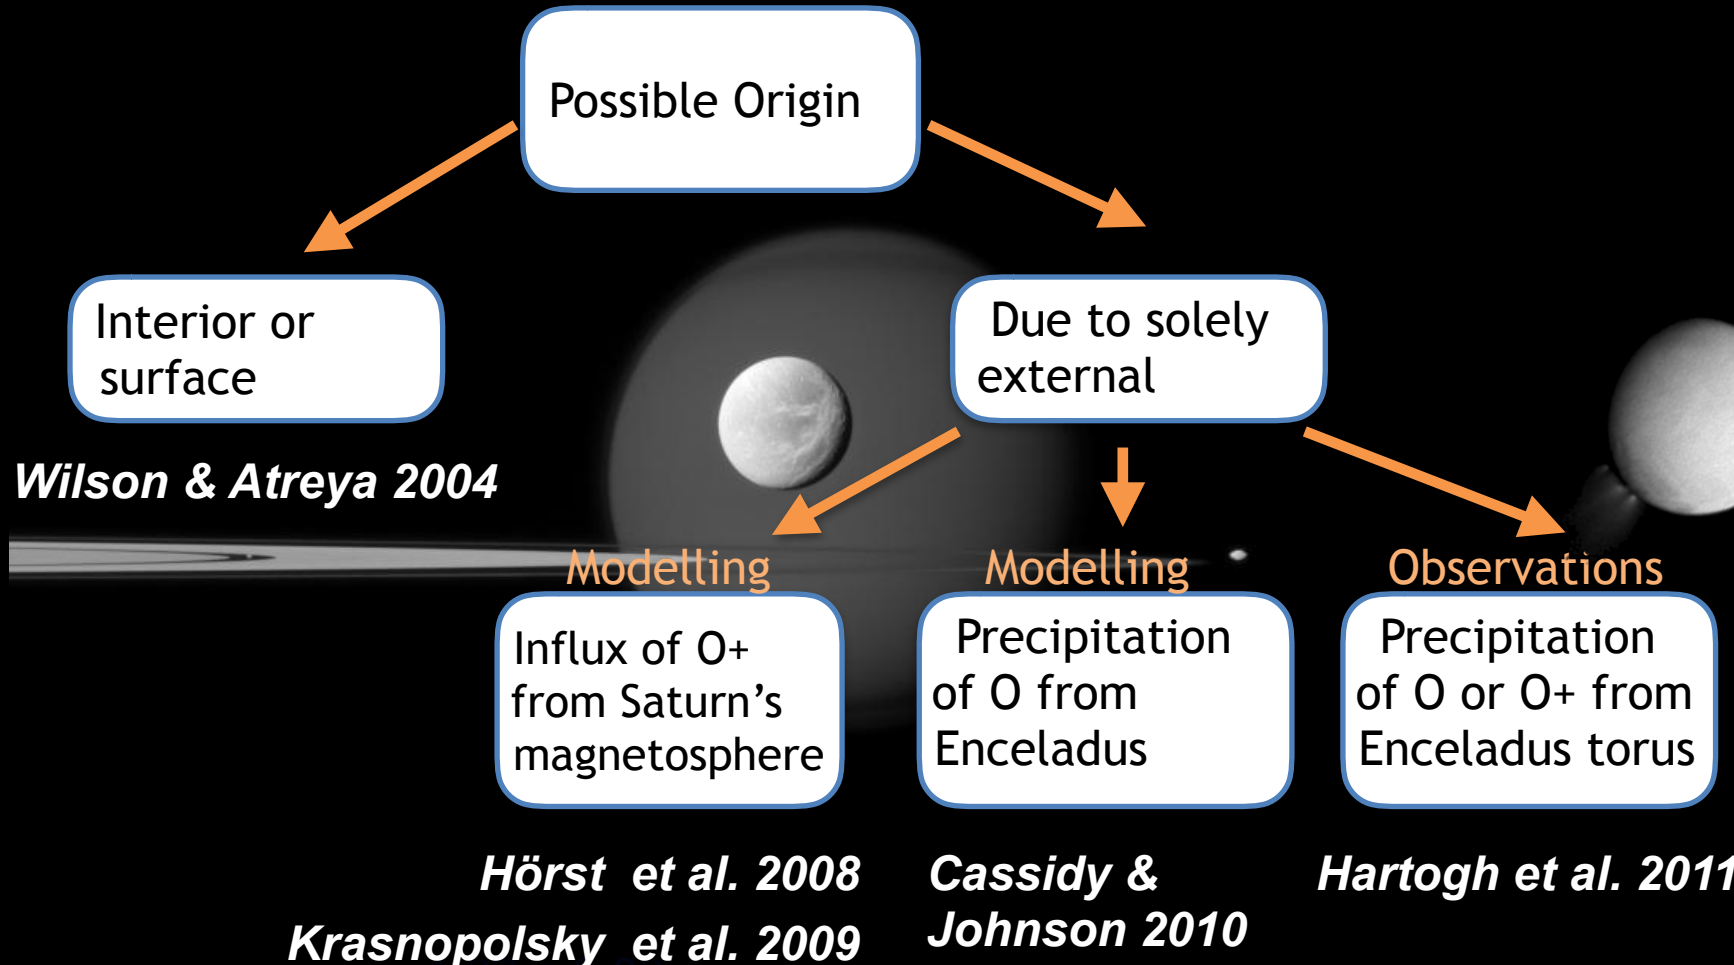 Possible Origin
Interior or
surface
Due to solely
external
Wilson & Atreya 2004
Modelling
Influx of O+
from Saturn’s
magnetosphere
Hörst et al. 2008
Krasnopolsky et al. 2009
Modelling
Precipitation
of O from
Enceladus
Cassidy &
Johnson 2010
Observations
Precipitation
of O or O+ from
Enceladus torus
Hartogh et al. 2011